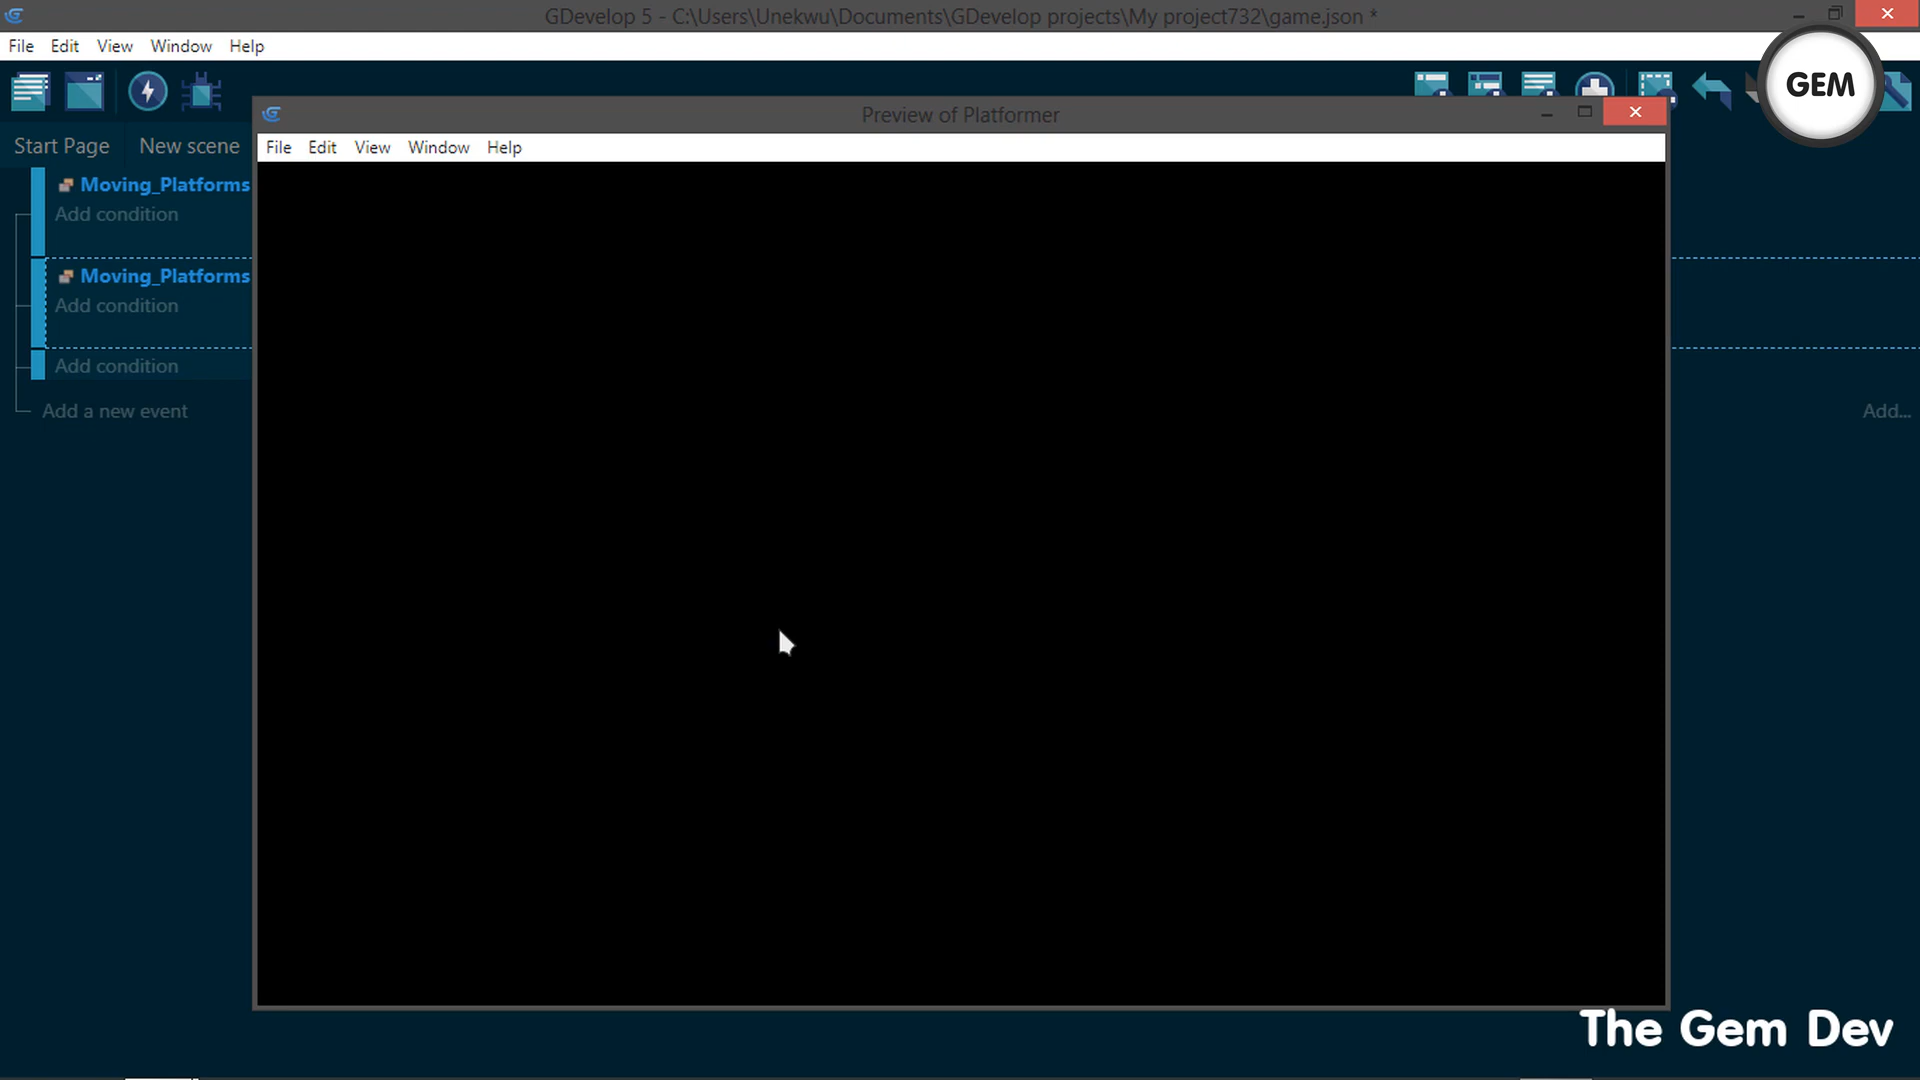 GDevelop 5 - C:\Users\Unekwu\Documents\GDevelop projects\My project732\game.json *
File Edit View Window Help
GEM
Preview of Platformer
Start Page New scene
File Edit View Window Help
Moving_Platforms
Add condition
Moving_Platforms
Add condition
Add condition
Add a new event
Add...
The Gem Dev